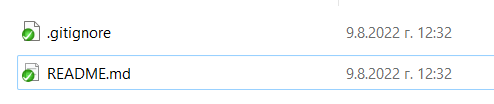 .gitignore 9.8.2022 г. 12:32
README.md 9.8.2022 г. 12:32